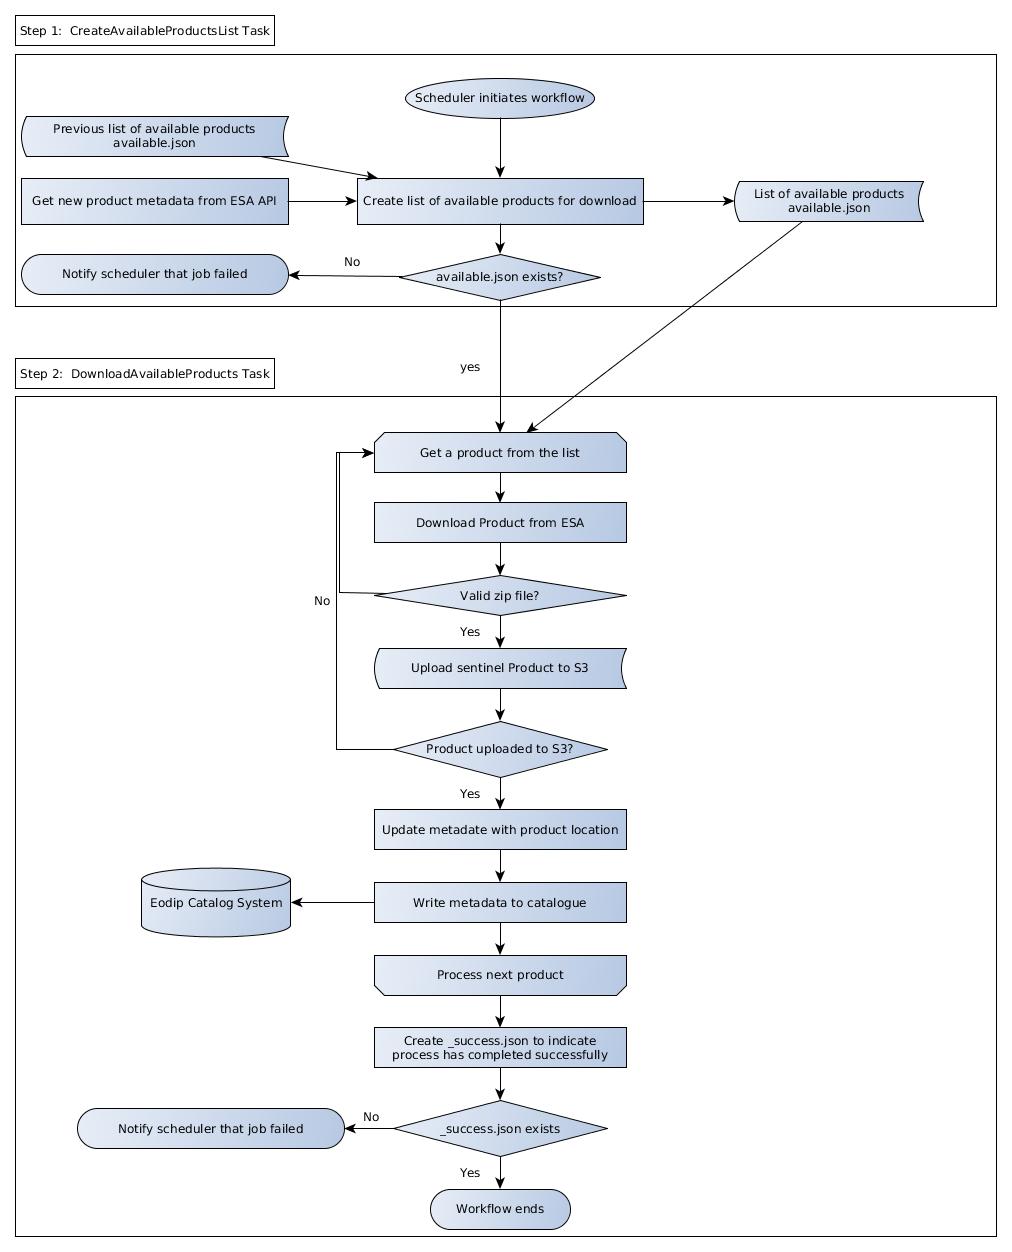 Step 1:  CreateAvailableProductsList Task
Scheduler initiates workflow
Previous list of available products
available.json
Get new product metadata from ESA API
Create list of available products for download
List of available products
available.json
Notify scheduler that job failed
No
available.json exists?
yes
Step 2:  DownloadAvailableProducts Task
Get a product from the list
Download Product from ESA
Valid zip file?
No
Yes
Upload sentinel Product to S3
Product uploaded to S3?
Yes
Update metadate with product location
Eodip Catalog System
Write metadata to catalogue
Process next product
Create _success.json to indicate
process has completed successfully
Notify scheduler that job failed
No
_success.json exists
Yes
Workflow ends